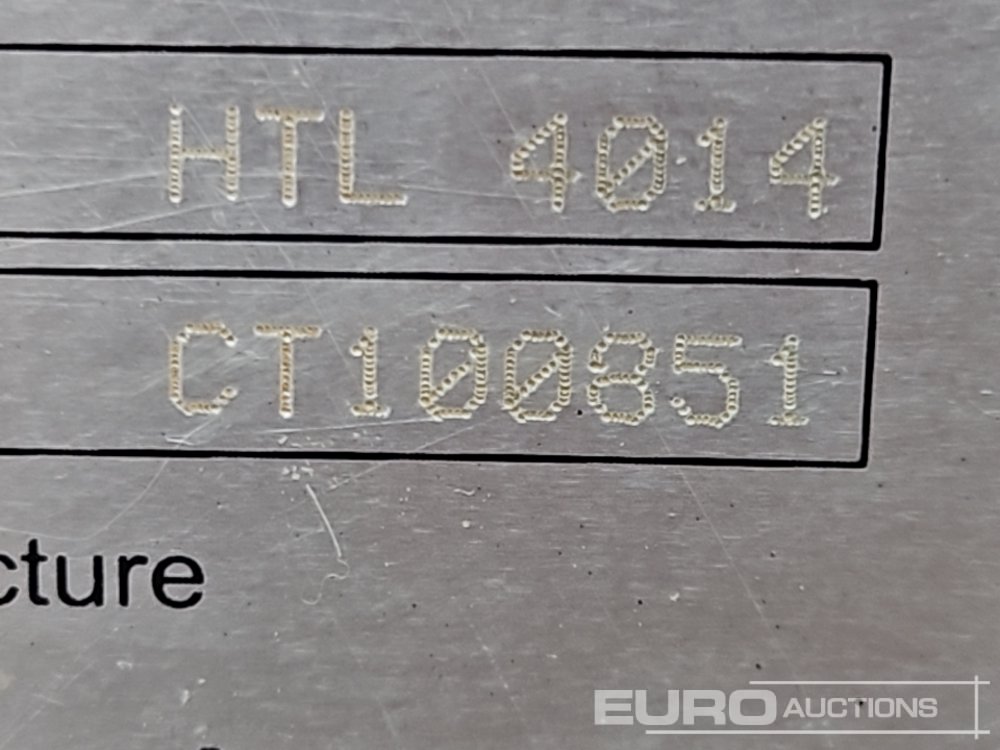 HTL 4014
CT100851
cture
EURO AUCTIONS